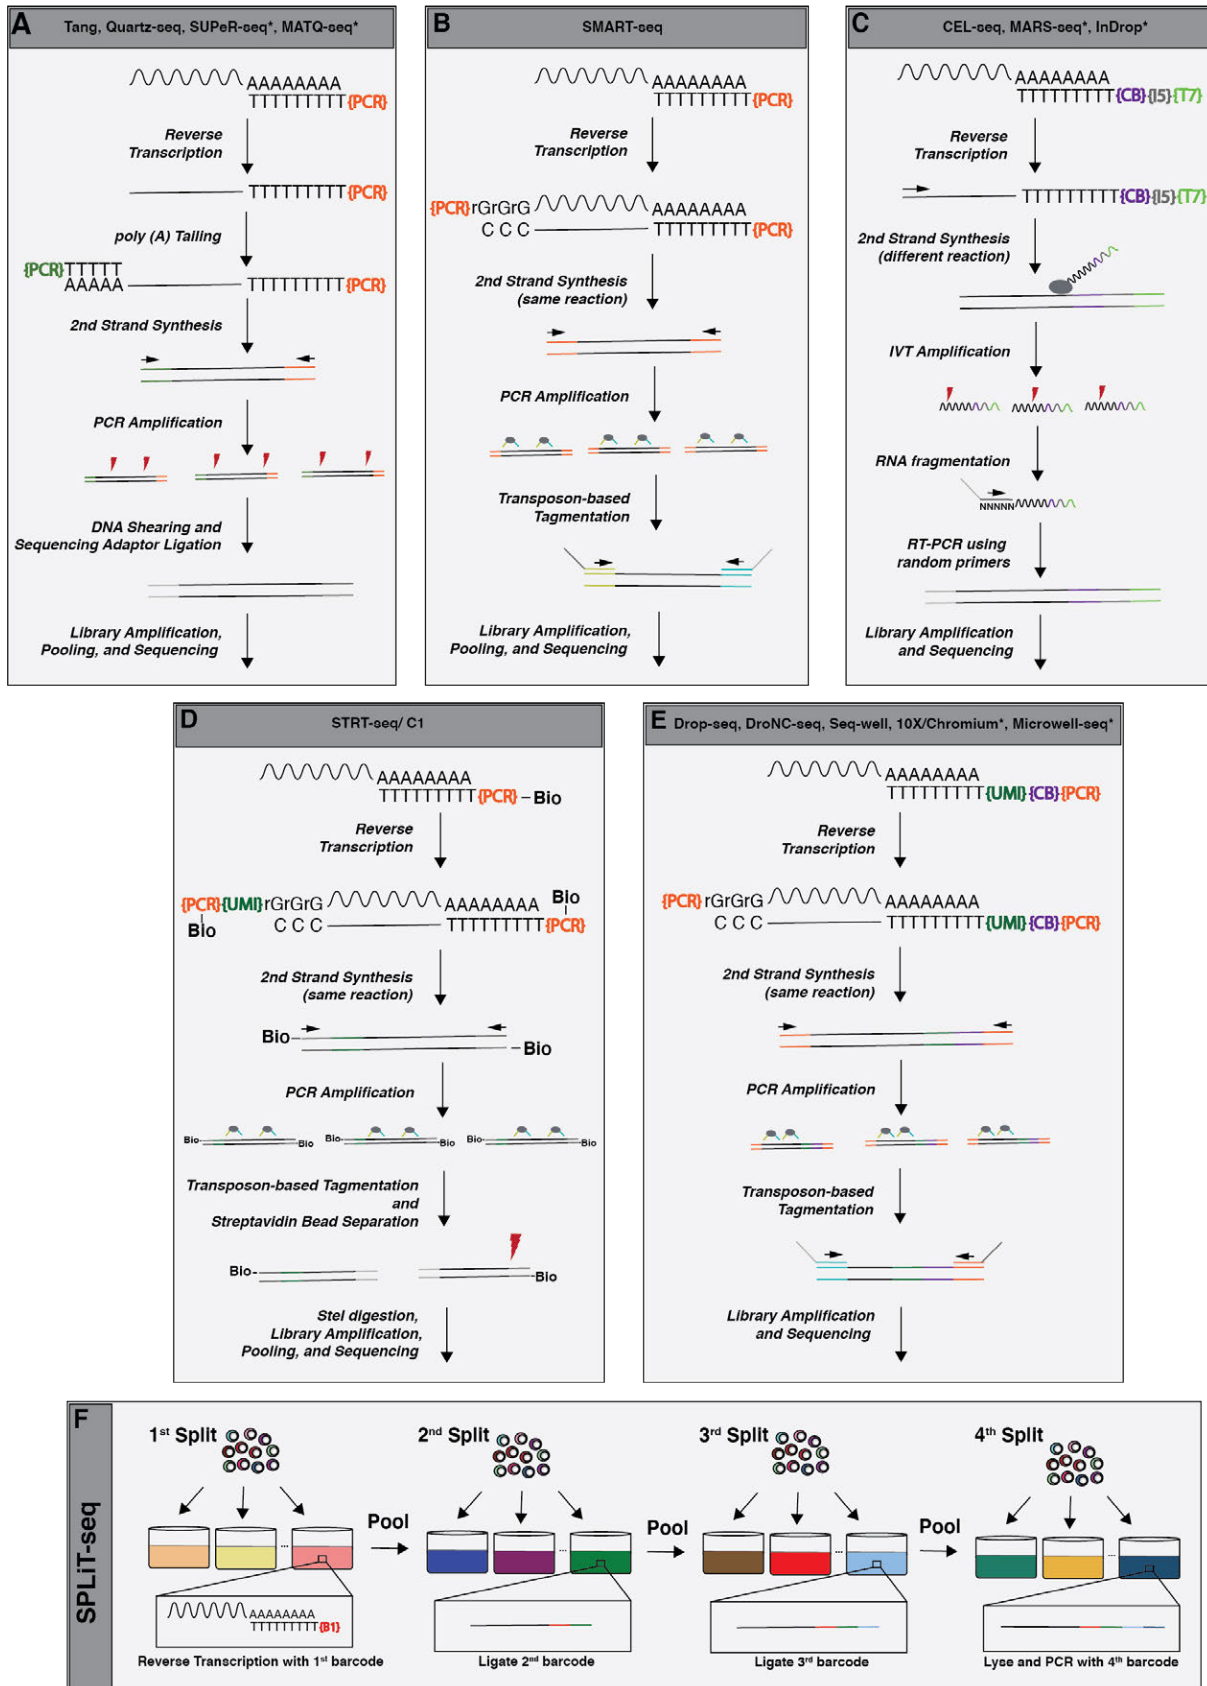 A Tang, Quartz-seq, SUPeR-seq*, MATQ-seq*
AAAAAAAA
TTTTTTTTT{PCR}
Reverse
Transcription
TTTTTTTTT{PCR}
poly (A) Tailing
{PCR}TTTTT
AAAAA
TTTTTTTTT{PCR}
2nd Strand Synthesis
PCR Amplification
DNA Shearing and
Sequencing Adaptor Ligation
Library Amplification,
Pooling, and Sequencing
B SMART-seq
AAAAAAAA
TTTTTTTTT{PCR}
Reverse
Transcription
{PCR}rGrGrG AAAAAAAA
CCC TTTTTTTTT{PCR}
2nd Strand Synthesis
(same reaction)
PCR Amplification
Transposon-based
Tagmentation
Library Amplification,
Pooling, and Sequencing
C CEL-seq, MARS-seq*, InDrop*
AAAAAAAA
TTTTTTTTT{CB}{I5}{T7}
Reverse
Transcription
TTTTTTTTT{CB}{I5}{T7}
2nd Strand Synthesis
(different reaction)
IVT Amplification
RNA fragmentation
NNNNN
RT-PCR using
random primers
Library Amplification
and Sequencing
D STRT-seq/ C1
AAAAAAAA
TTTTTTTTT{PCR} –Bio
Reverse
Transcription
Bio
{PCR}{UMI}rGrGrG AAAAAAAA
Bio CCC TTTTTTTTT{PCR}
2nd Strand Synthesis
(same reaction)
Bio
–Bio
PCR Amplification
Bio Bio Bio Bio Bio Bio
Transposon-based Tagmentation
and
Streptavidin Bead Separation
Bio
-Bio
Stel digestion,
Library Amplification,
Pooling, and Sequencing
E Drop-seq, DroNC-seq, Seq-well, 10X/Chromium*, Microwell-seq*
AAAAAAAA
TTTTTTTTT{UMI}{CB}{PCR}
Reverse
Transcription
{PCR}rGrGrG AAAAAAAA
CCC TTTTTTTTT{UMI}{CB}{PCR}
2nd Strand Synthesis
(same reaction)
PCR Amplification
Transposon-based
Tagmentation
Library Amplification
and Sequencing
F
SPLiT-seq
1st Split 2nd Split 3rd Split 4th Split
Pool Pool Pool
... ... ... ...
AAAAAAAA
TTTTTTTTT{B1}
Reverse Transcription with 1st barcode
Ligate 2nd barcode
Ligate 3rd barcode
Lyse and PCR with 4th barcode